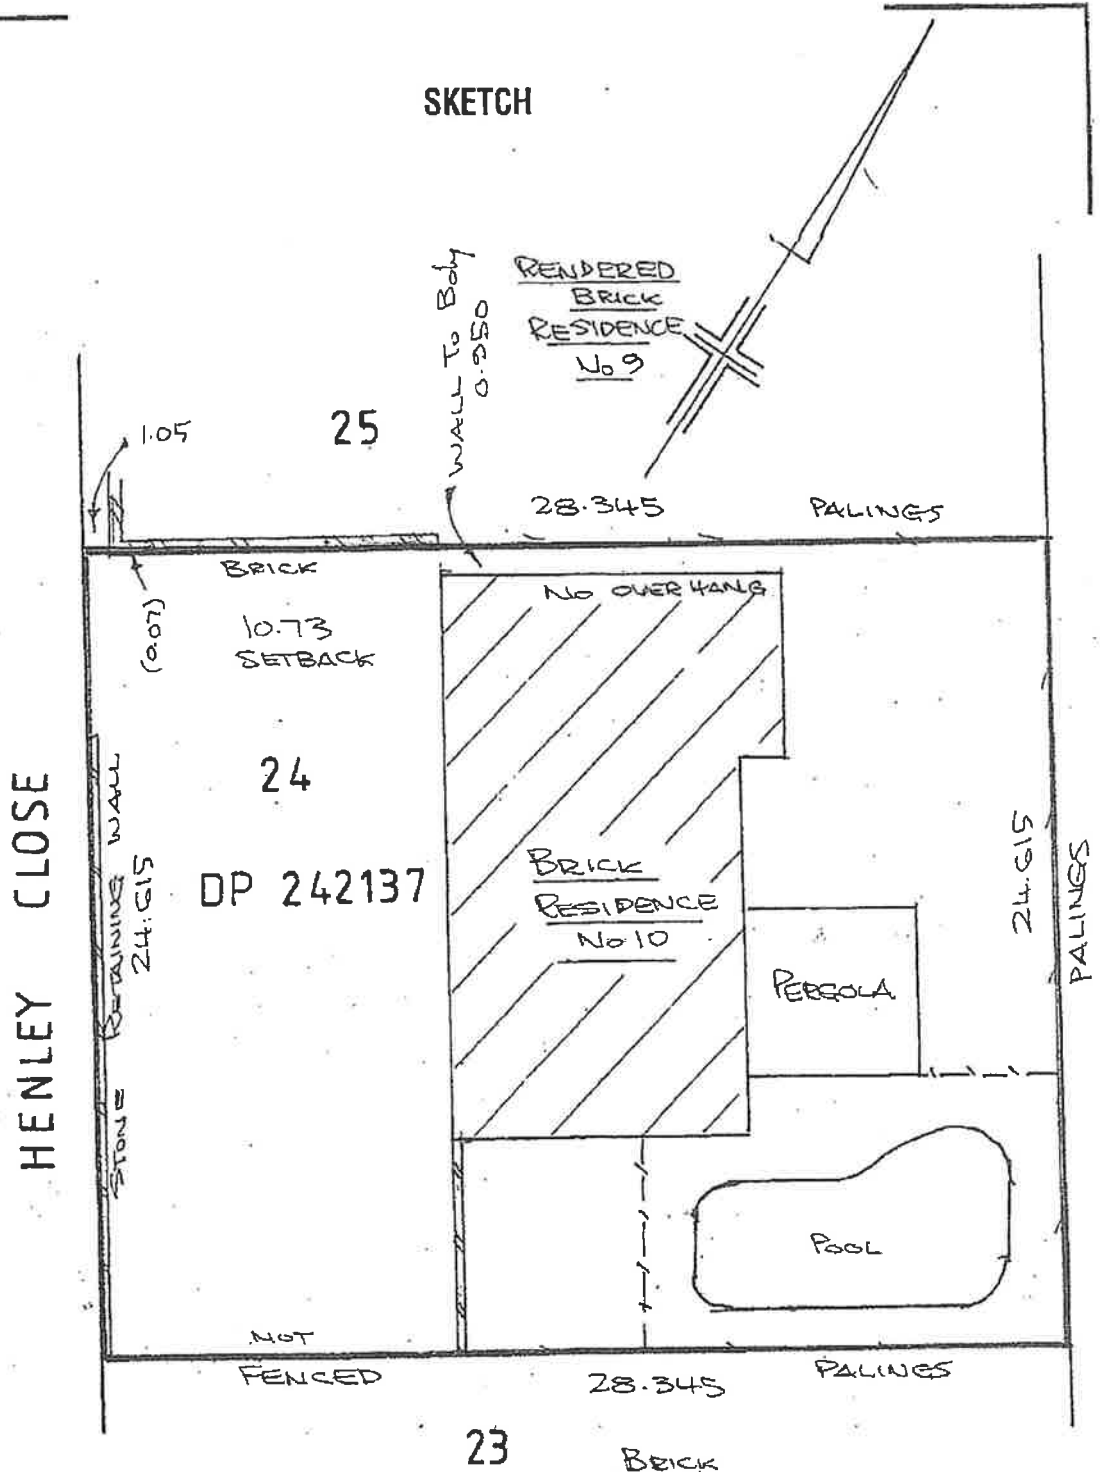 SKETCH
RENDERED
BRICK
RESIDENCE
No 9
WALL To Body
0.950
1.05
25
28.345
PALINGS
BRICK
(0.07)
10.73
SETBACK
No OVERHANG
24
DP 242137
HENLEY CLOSE
STONE RETAINING WALL
24.615
BRICK
RESIDENCE
No 10
PERGOLA
24.615
PALINGS
POOL
NOT
FENCED
28.345
PALINGS
23
BRICK